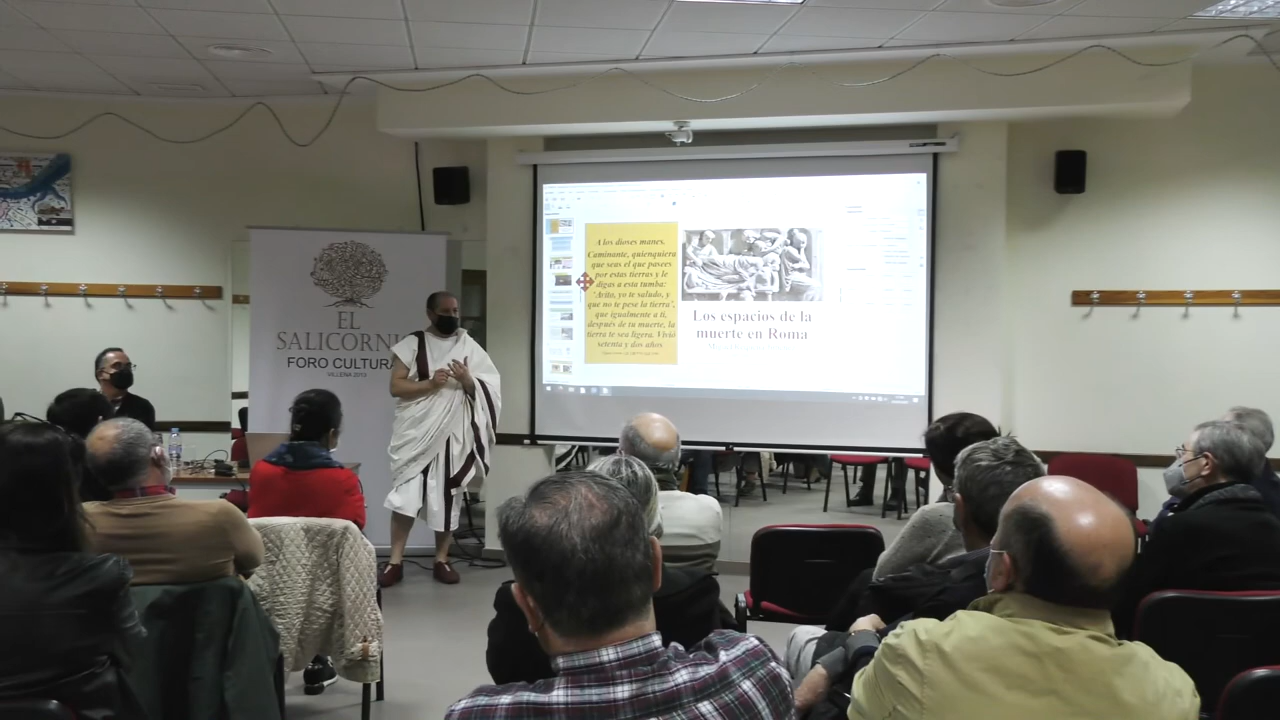 EL
SALICORNI
FORO CULTURA
VILLENA 2013
A los dioses manes.
Caminante, quienquiera
que seas el que pasees
por estas tierras y le
digas a esta tumba:
"Arito, yo te saludo, y
que no te pese la tierra",
que igualmente a ti,
después de tu muerte, la
tierra te sea ligera. Vivió
setenta y dos años
Los espacios de la
muerte en Roma